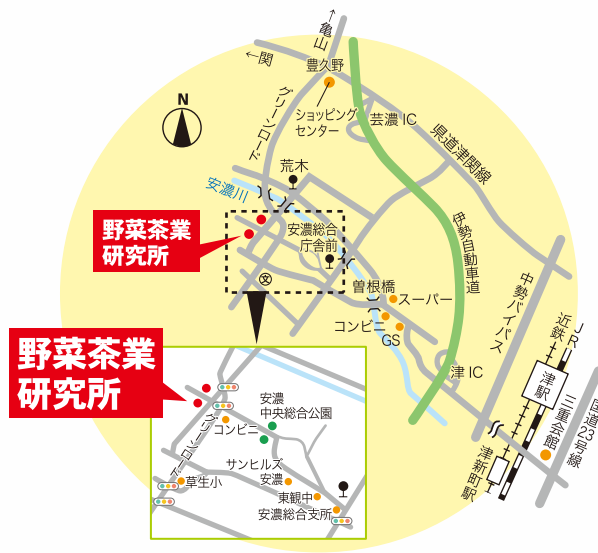 ←亀山
←関
豊久野
N
グリーンロード
ショッピング
センター
芸濃IC
県道津関線
荒木
安濃川
野菜茶業
研究所
安濃総合
庁舎前
伊勢自動車道
文
曽根橋
スーパー
コンビニ
GS
中勢バイパス
近鉄
JR
津IC
津駅
三重会館
国道23号線
津新町駅
野菜茶業
研究所
安濃
中央総合公園
コンビニ
グリーンロード
サンヒルズ
安濃
草生小
東観中
安濃総合支所